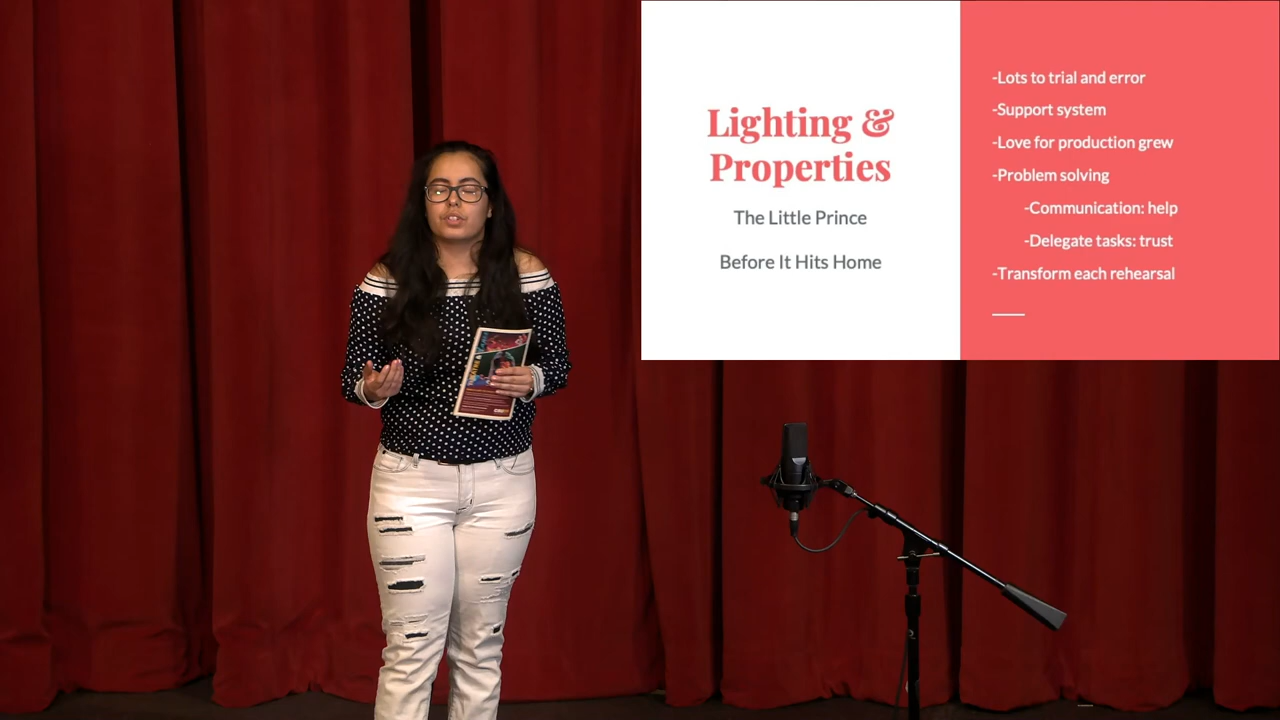 Lighting &
Properties
The Little Prince
Before It Hits Home
-Lots to trial and error
-Support system
-Love for production grew
-Problem solving
-Communication: help
-Delegate tasks: trust
-Transform each rehearsal